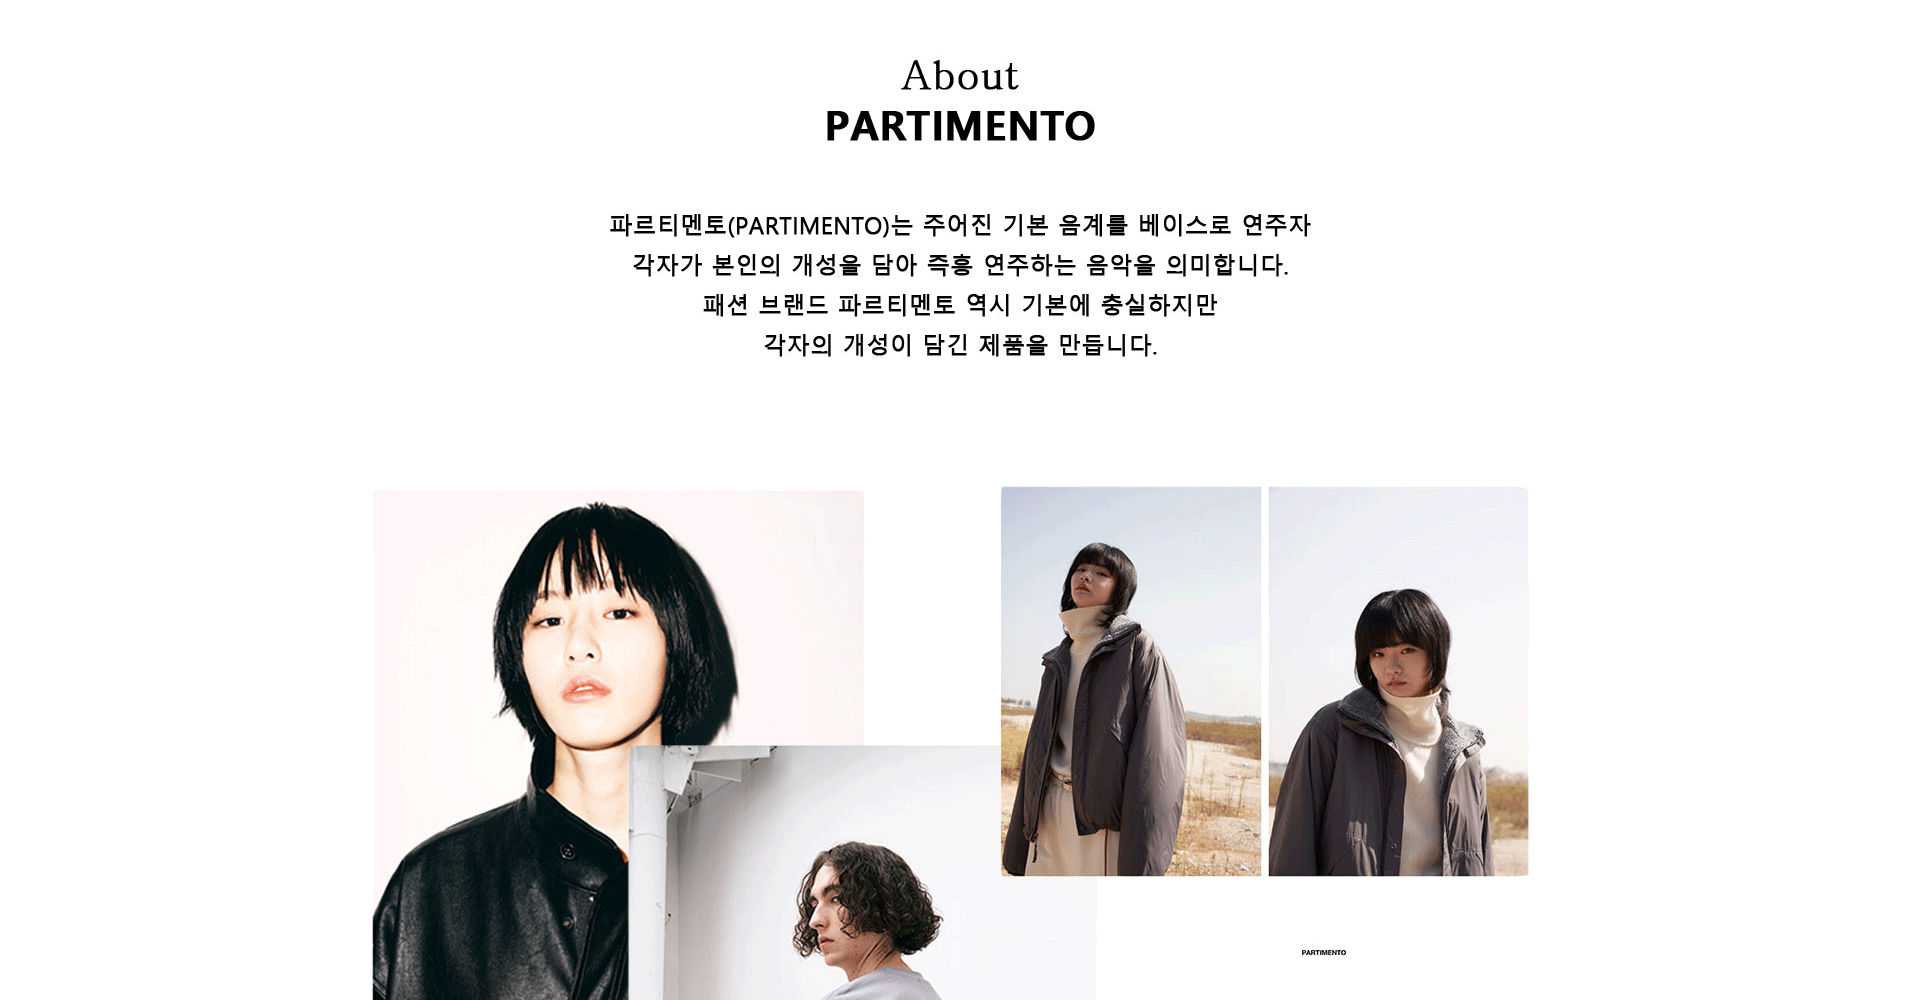 About
PARTIMENTO
파르티멘토(PARTIMENTO)는 주어진 기본 음계를 베이스로 연주자
각자가 본인의 개성을 담아 즉흥 연주하는 음악을 의미합니다.
패션 브랜드 파르티멘토 역시 기본에 충실하지만
각자의 개성이 담긴 제품을 만듭니다.
PARTIMENTO